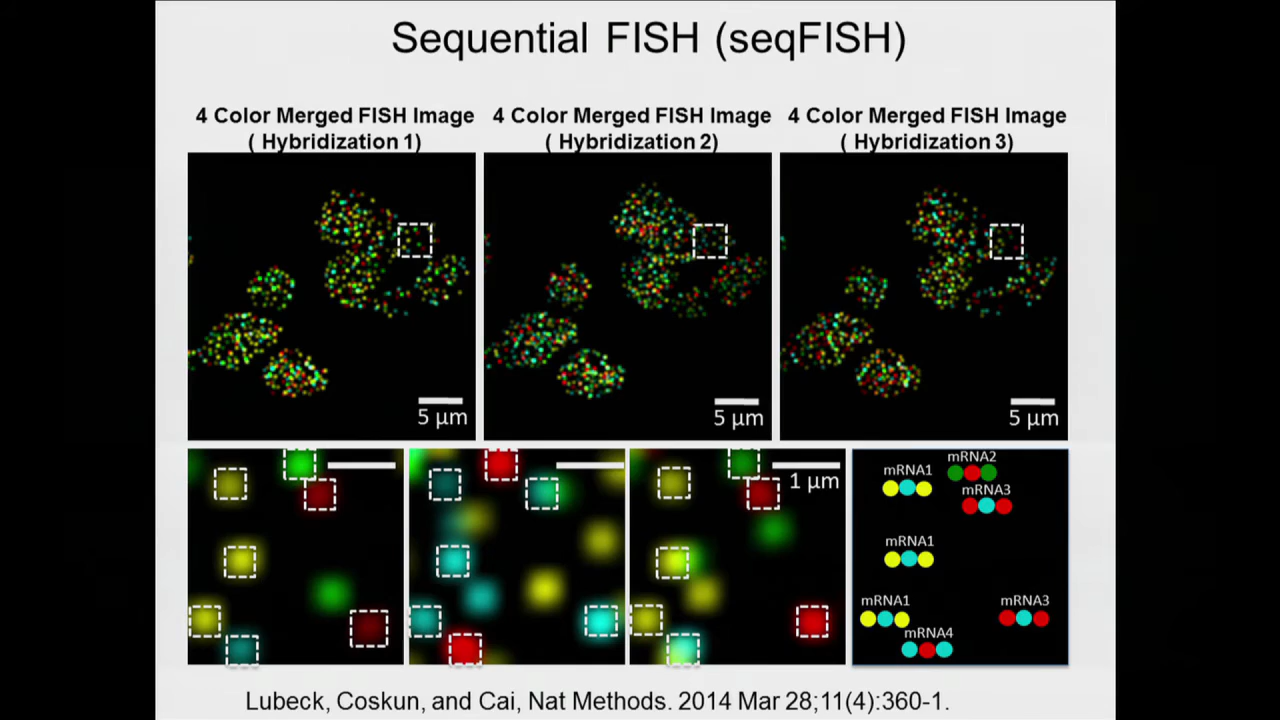 Sequential FISH (seqFISH)
4 Color Merged FISH Image
( Hybridization 1)
4 Color Merged FISH Image
( Hybridization 2)
4 Color Merged FISH Image
( Hybridization 3)
5 µm
5 µm
5 µm
1 µm
mRNA2
mRNA1
mRNA3
mRNA1
mRNA1
mRNA3
mRNA4
Lubeck, Coskun, and Cai, Nat Methods. 2014 Mar 28;11(4):360-1.